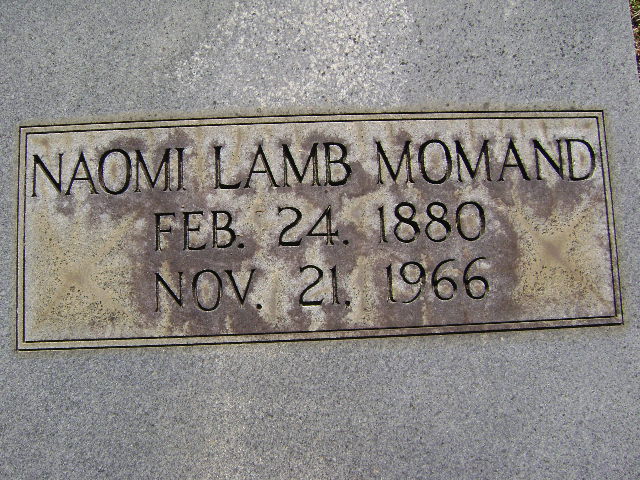 NAOMI LAMB MOMAND
FEB. 24. 1880
NOV. 21. 1966